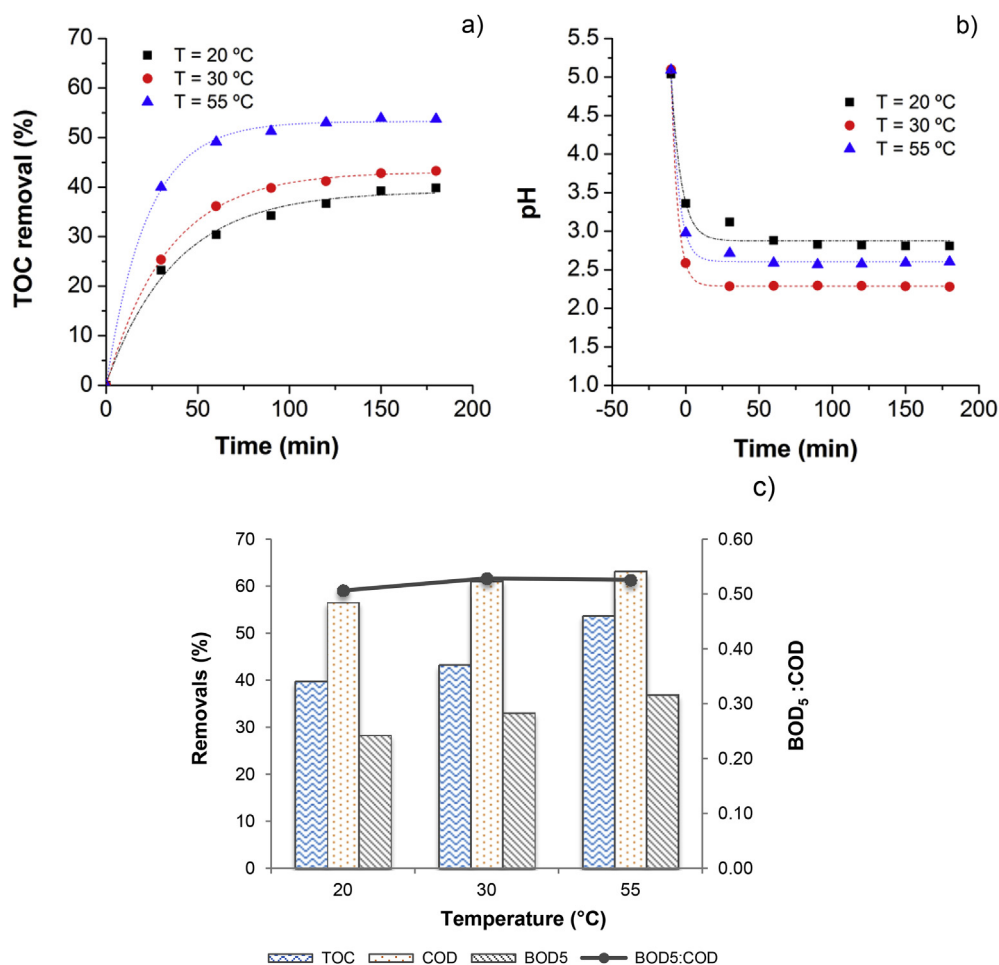 a)
70
60
50
40
30
20
10
0
TOC removal (%)
T = 20 ºC
T = 30 ºC
T = 55 ºC
0 50 100 150 200
Time (min)
b)
5.5
5.0
4.5
4.0
3.5
3.0
2.5
2.0
1.5
1.0
pH
T = 20 ºC
T = 30 ºC
T = 55 ºC
-50 0 50 100 150 200
Time (min)
c)
70
60
50
40
30
20
10
0
Removals (%)
0.60
0.50
0.40
0.30
0.20
0.10
0.00
BOD₅ :COD
20 30 55
Temperature (°C)
TOC COD BOD5 BOD5:COD